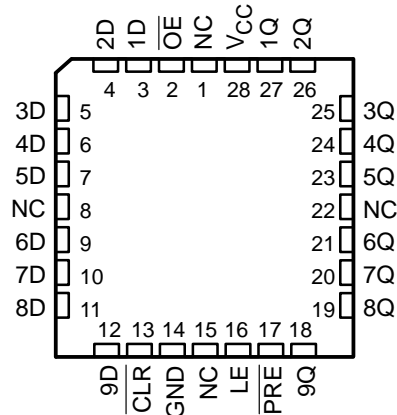 2D 1D OE NC VCC 1Q 2Q
4 3 2 1 28 27 26
3D 5 25 3Q
4D 6 24 4Q
5D 7 23 5Q
NC 8 22 NC
6D 9 21 6Q
7D 10 20 7Q
8D 11 19 8Q
12 13 14 15 16 17 18
9D CLR GND NC LE PRE 9Q